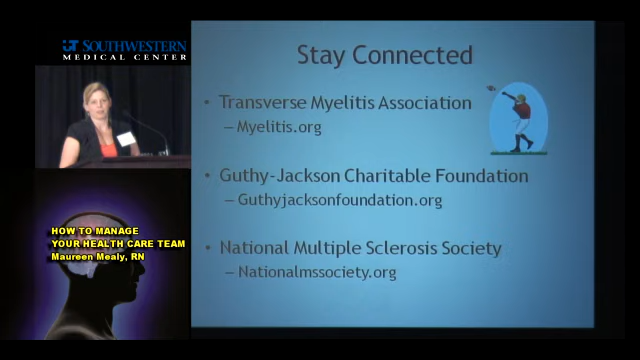 UT SOUTHWESTERN
MEDICAL CENTER
HOW TO MANAGE
YOUR HEALTH CARE TEAM
Maureen Mealy, RN
Stay Connected
• Transverse Myelitis Association
– Myelitis.org
• Guthy-Jackson Charitable Foundation
– Guthyjacksonfoundation.org
• National Multiple Sclerosis Society
– Nationalmssociety.org